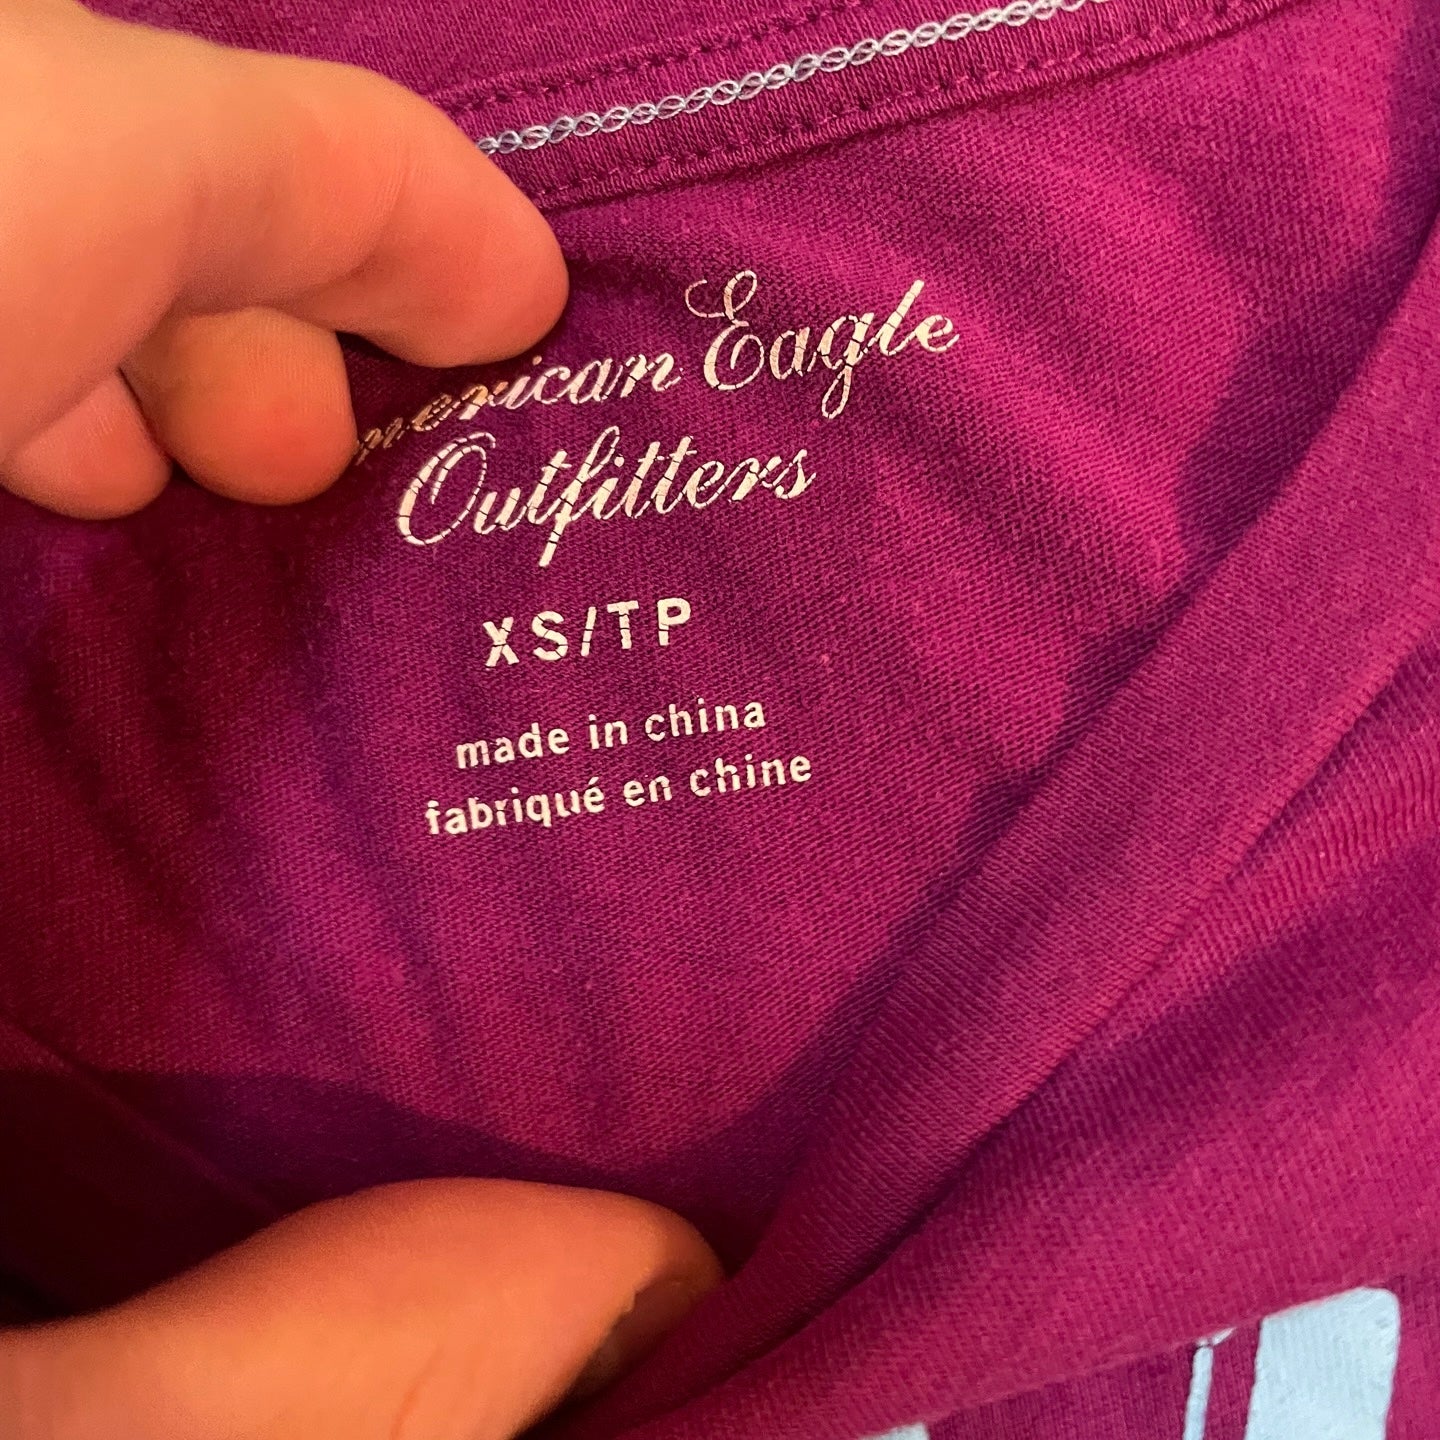 merican Eagle
Outfitters
XS/TP
made in china
fabriqué en chine